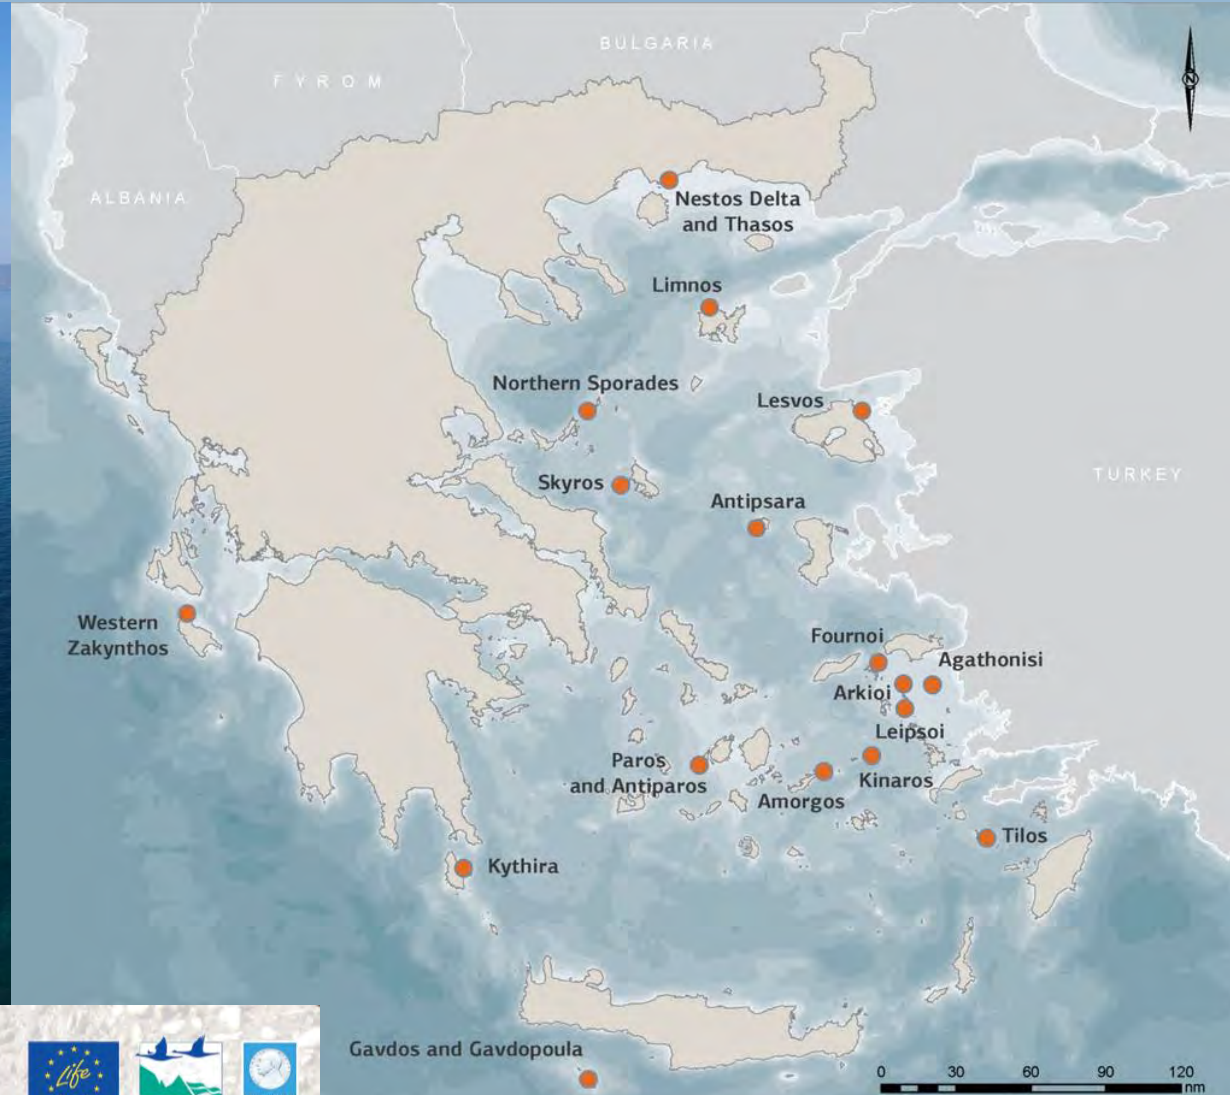 BULGARIA
F Y R O M
N
ALBANIA
Nestos Delta
and Thasos
Limnos
Northern Sporades
Lesvos
TURKEY
Skyros
Antipsara
Western
Zakynthos
Fournoi
Agathonisi
Arkioi
Leipsoi
Paros
and Antiparos
Kinaros
Amorgos
Tilos
Kythira
Gavdos and Gavdopoula
Life
0 30 60 90 120
nm